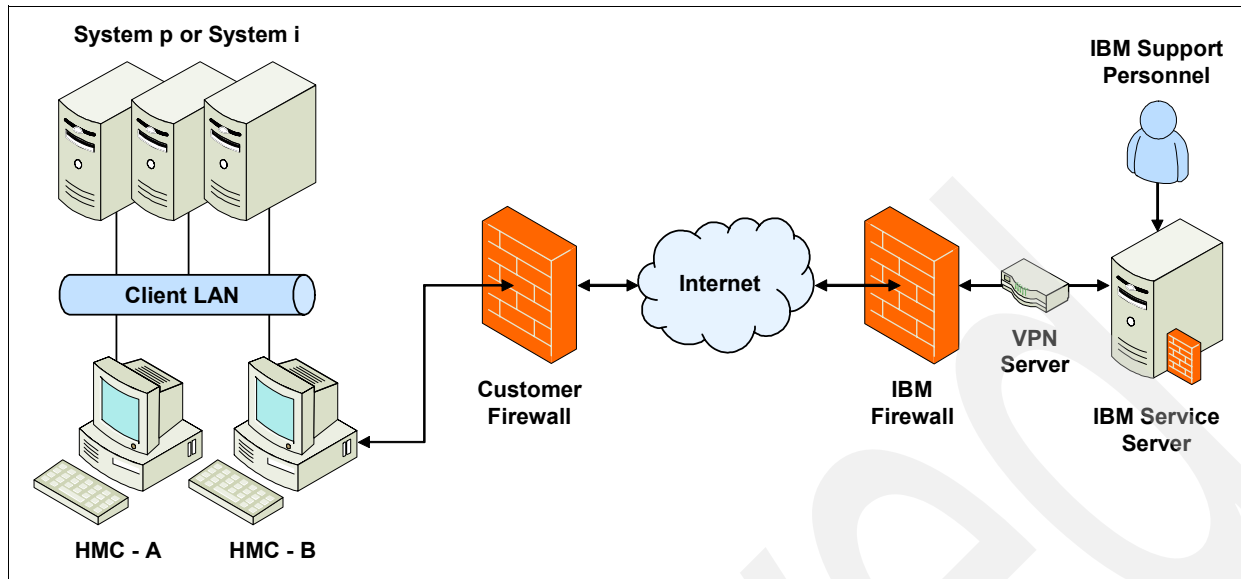 System p or System i
IBM Support
Personnel
Client LAN
Internet
Customer
Firewall
IBM
Firewall
VPN
Server
IBM Service
Server
HMC - A
HMC - B